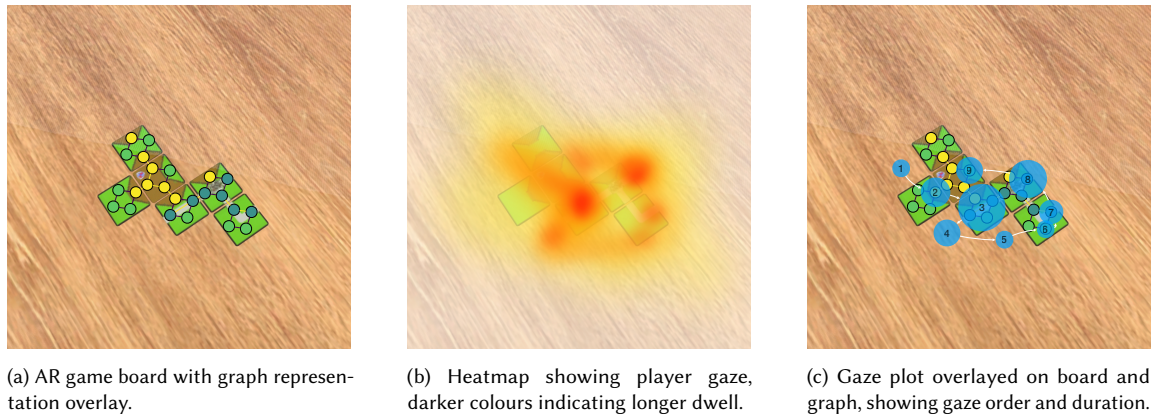 1
2
3
4
5
6
7
8
9
(a) AR game board with graph represen-
tation overlay.
(b) Heatmap showing player gaze,
darker colours indicating longer dwell.
(c) Gaze plot overlayed on board and
graph, showing gaze order and duration.